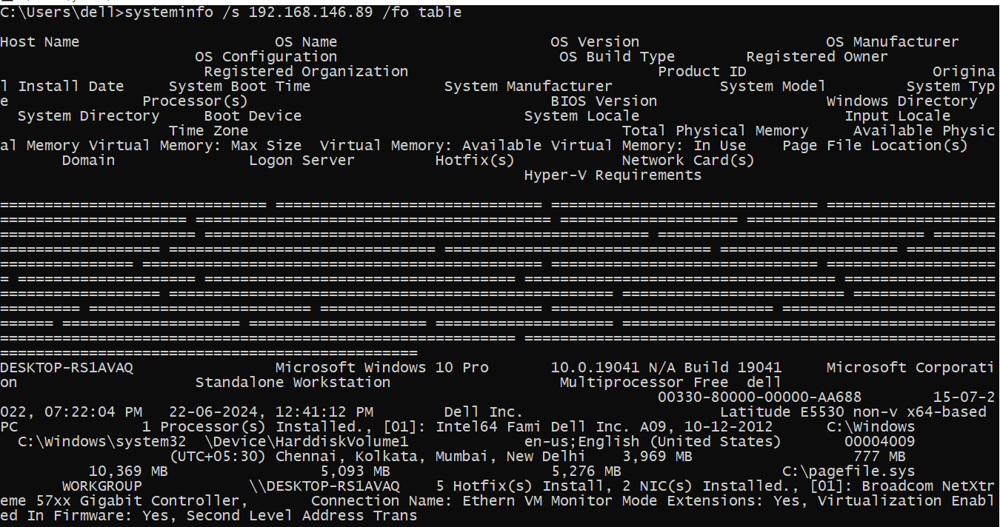 C:\Users\dell>systeminfo /s 192.168.146.89 /fo table
Host Name                      OS Name                        OS Version                     OS Manufacturer
                      OS Configuration                         OS Build Type        Registered Owner
                       Registered Organization                            Product ID                     Origina
l Install Date     System Boot Time               System Manufacturer            System Model         System Typ
e               Processor(s)                                  BIOS Version                   Windows Directory
  System Directory     Boot Device                         System Locale                       Input Locale
                   Time Zone                                          Total Physical Memory     Available Physic
al Memory Virtual Memory: Max Size  Virtual Memory: Available Virtual Memory: In Use    Page File Location(s)
       Domain               Logon Server         Hotfix(s)            Network Card(s)
                                                           Hyper-V Requirements
============================== ============================== ============================== ===================
===================== ======================================== ==================== ============================
====================== ================================================== ============================== =======
================== ============================== ============================== ==================== ==========
=============== ============================================= ============================== ===================
= ==================== =================================== =================================== =================
================== ================================================== ========================== ================
========= ========================= ========================== ========================== ========================
====== ==================== ==================== ==================== ==========================================
========================================================== =====================================================
===============================================
DESKTOP-RS1AVAQ                Microsoft Windows 10 Pro       10.0.19041 N/A Build 19041     Microsoft Corporati
on                    Standalone Workstation                   Multiprocessor Free  dell
                                                                          00330-80000-00000-AA688        15-07-2
022, 07:22:04 PM   22-06-2024, 12:41:12 PM        Dell Inc.                      Latitude E5530 non-v x64-based
PC              1 Processor(s) Installed., [01]: Intel64 Fami Dell Inc. A09, 10-12-2012      C:\Windows
  C:\Windows\system32  \Device\HarddiskVolume1             en-us;English (United States)       00004009
                   (UTC+05:30) Chennai, Kolkata, Mumbai, New Delhi    3,969 MB                  777 MB
          10,369 MB                 5,093 MB                  5,276 MB                  C:\pagefile.sys
       WORKGROUP            \\DESKTOP-RS1AVAQ    5 Hotfix(s) Install, 2 NIC(s) Installed., [01]: Broadcom NetXtr
eme 57xx Gigabit Controller,       Connection Name: Ethern VM Monitor Mode Extensions: Yes, Virtualization Enabl
ed In Firmware: Yes, Second Level Address Trans